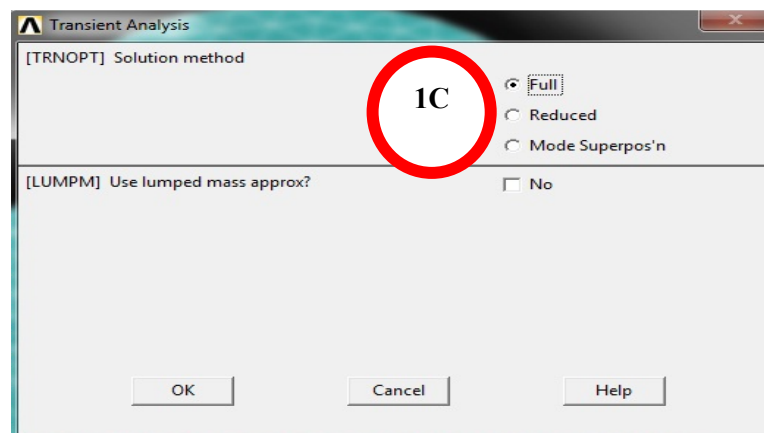 Transient Analysis
[TRNOPT] Solution method
1C
Full
Reduced
Mode Superpos'n
[LUMPM] Use lumped mass approx?
No
OK
Cancel
Help